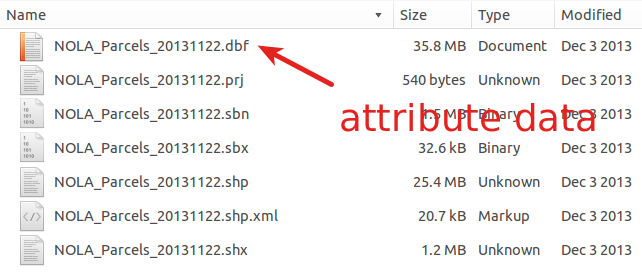 Name Size Type Modified
NOLA_Parcels_20131122.dbf 35.8 MB Document Dec 3 2013
NOLA_Parcels_20131122.prj 540 bytes Unknown Dec 3 2013
attribute data
NOLA_Parcels_20131122.sbn 1.5 MB Binary Dec 3 2013
NOLA_Parcels_20131122.sbx 32.6 kB Binary Dec 3 2013
NOLA_Parcels_20131122.shp 25.4 MB Unknown Dec 3 2013
NOLA_Parcels_20131122.shp.xml 20.7 kB Markup Dec 3 2013
NOLA_Parcels_20131122.shx 1.2 MB Unknown Dec 3 2013